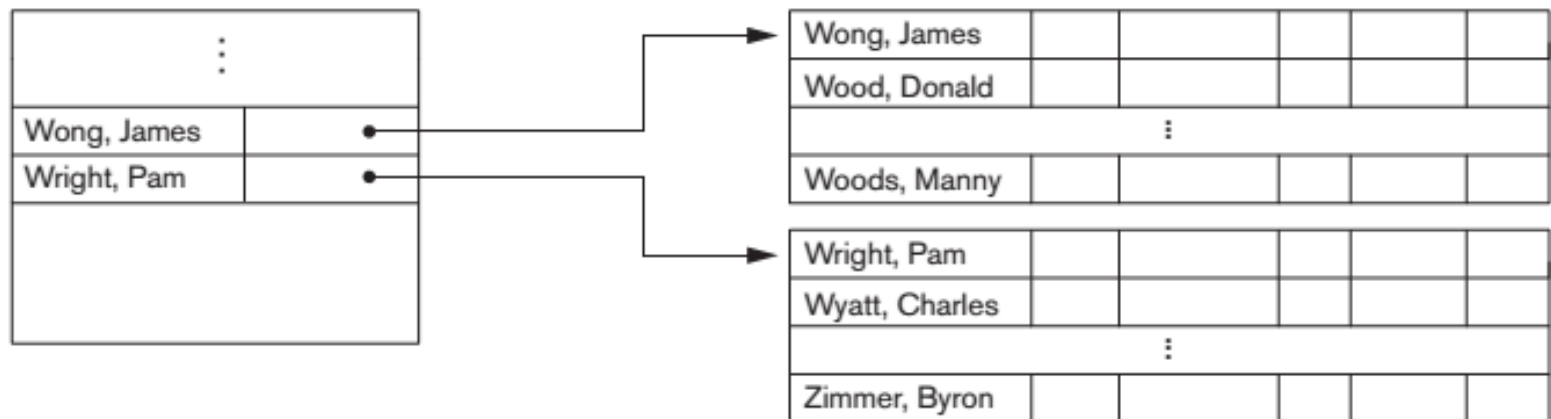 Wong, James
Wright, Pam
Wong, James
Wood, Donald
Woods, Manny
Wright, Pam
Wyatt, Charles
Zimmer, Byron